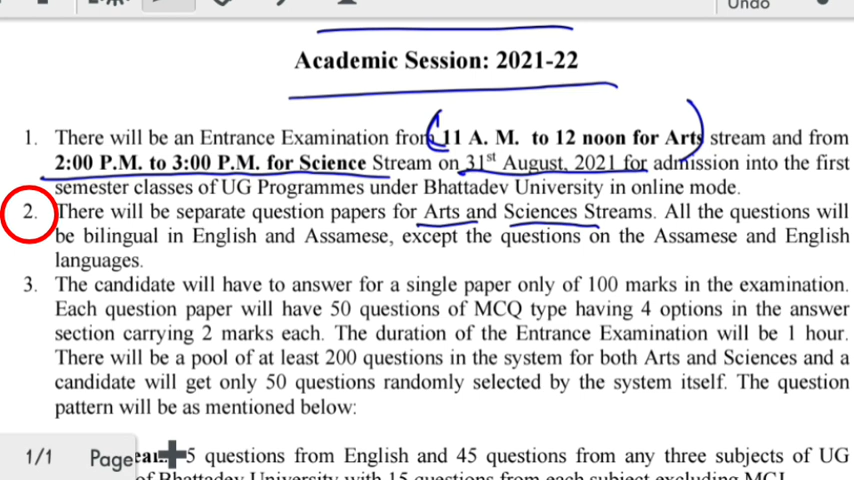 Undo
Academic Session: 2021-22
1. There will be an Entrance Examination from 11 A. M. to 12 noon for Arts stream and from
2:00 P.M. to 3:00 P.M. for Science Stream on 31st August, 2021 for admission into the first
semester classes of UG Programmes under Bhattadev University in online mode.
2. There will be separate question papers for Arts and Sciences Streams. All the questions will
be bilingual in English and Assamese, except the questions on the Assamese and English
languages.
3. The candidate will have to answer for a single paper only of 100 marks in the examination.
Each question paper will have 50 questions of MCQ type having 4 options in the answer
section carrying 2 marks each. The duration of the Entrance Examination will be 1 hour.
There will be a pool of at least 200 questions in the system for both Arts and Sciences and a
candidate will get only 50 questions randomly selected by the system itself. The question
pattern will be as mentioned below:
1/1 Page 5 questions from English and 45 questions from any three subjects of UG
of Bhattadev University with 15 questions from each subject excluding MCJ